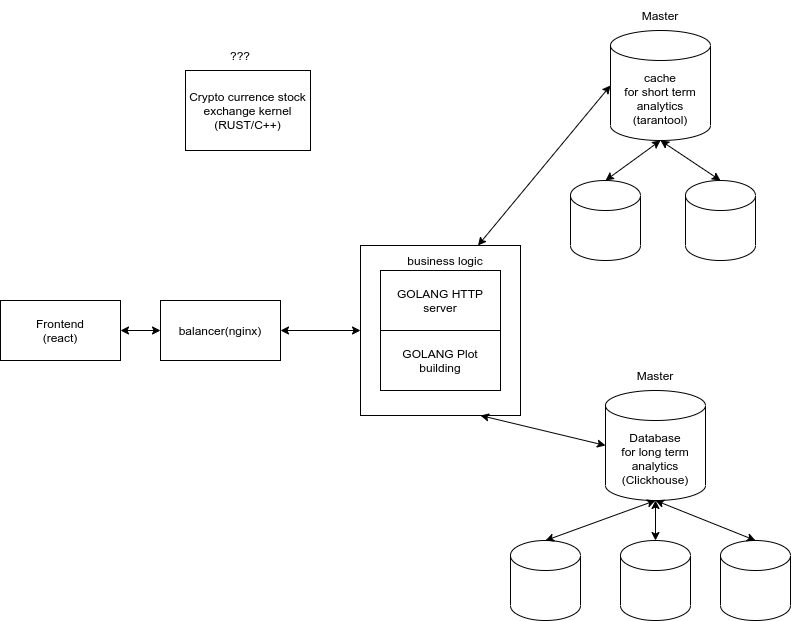 Master
???
Crypto currence stock
exchange kernel
(RUST/C++)
cache
for short term
analytics
(tarantool)
business logic
GOLANG HTTP
server
GOLANG Plot
building
Frontend
(react)
balancer(nginx)
Master
Database
for long term
analytics
(Clickhouse)